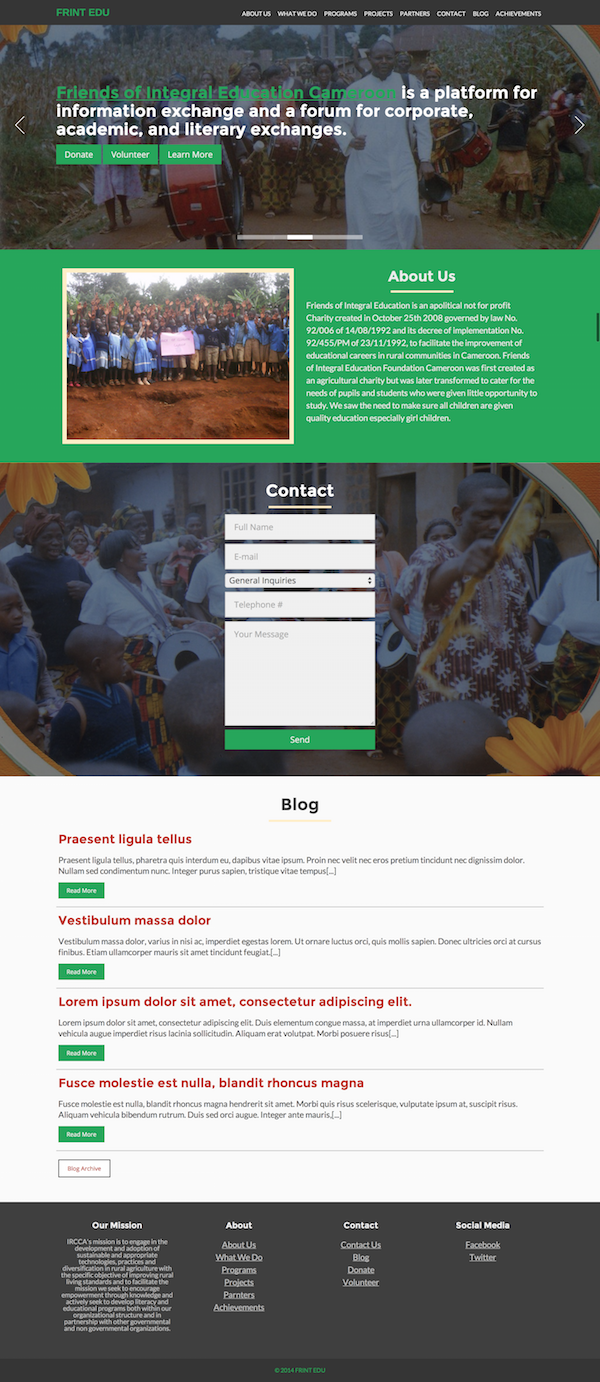 FRINT EDU
ABOUT US WHAT WE DO PROGRAMS PROJECTS PARTNERS CONTACT BLOG ACHIEVEMENTS
Friends of Integral Education Cameroon is a platform for
information exchange and a forum for corporate,
academic, and literary exchanges.
Donate Volunteer Learn More
About Us
Friends of Integral Education is an apolitical not for profit
Charity created in October 25th 2008 governed by law No.
92/006 of 14/08/1992 and its decree of implementation No.
92/455/PM of 23/11/1992, to facilitate the improvement of
educational careers in rural communities in Cameroon. Friends
of Integral Education Foundation Cameroon was first created as
an agricultural charity but was later transformed to cater for the
needs of pupils and students who were given little opportunity to
study. We saw the need to make sure all children are given
quality education especially girl children.
Contact
Full Name
E-mail
General Inquiries
Telephone #
Your Message
Send
Blog
Praesent ligula tellus
Praesent ligula tellus, pharetra quis interdum eu, dapibus vitae ipsum. Proin nec velit nec eros pretium tincidunt nec dignissim dolor.
Nullam sed condimentum nunc. Integer purus sapien, tristique vitae tempus[...]
Read More
Vestibulum massa dolor
Vestibulum massa dolor, varius in nisi ac, imperdiet egestas lorem. Ut ornare luctus orci, quis mollis sapien. Donec ultricies orci at cursus
finibus. Etiam ullamcorper mauris sit amet tincidunt feugiat.[...]
Read More
Lorem ipsum dolor sit amet, consectetur adipiscing elit.
Lorem ipsum dolor sit amet, consectetur adipiscing elit. Duis elementum congue massa, at imperdiet urna ullamcorper id. Nullam
vehicula augue imperdiet risus lacinia sollicitudin. Aliquam erat volutpat. Morbi posuere risus[...]
Read More
Fusce molestie est nulla, blandit rhoncus magna
Fusce molestie est nulla, blandit rhoncus magna hendrerit sit amet. Morbi quis risus scelerisque, vulputate ipsum at, suscipit risus.
Aliquam vehicula bibendum rutrum. Duis sed orci augue. Integer ante mauris,[...]
Read More
Blog Archive
Our Mission
IRCCA's mission is to engage in the
development and adoption of
sustainable and appropriate
technologies, practices and
diversification in rural agriculture with
the specific objective of improving rural
living standards and to facilitate the
mission we seek to encourage
empowerment through knowledge and
actively seek to develop literacy and
educational programs both within our
organizational structure and in
partnership with other governmental
and non governmental organizations.
About
About Us
What We Do
Programs
Projects
Parnters
Achievements
Contact
Contact Us
Blog
Donate
Volunteer
Social Media
Facebook
Twitter
© 2014 FRINT EDU